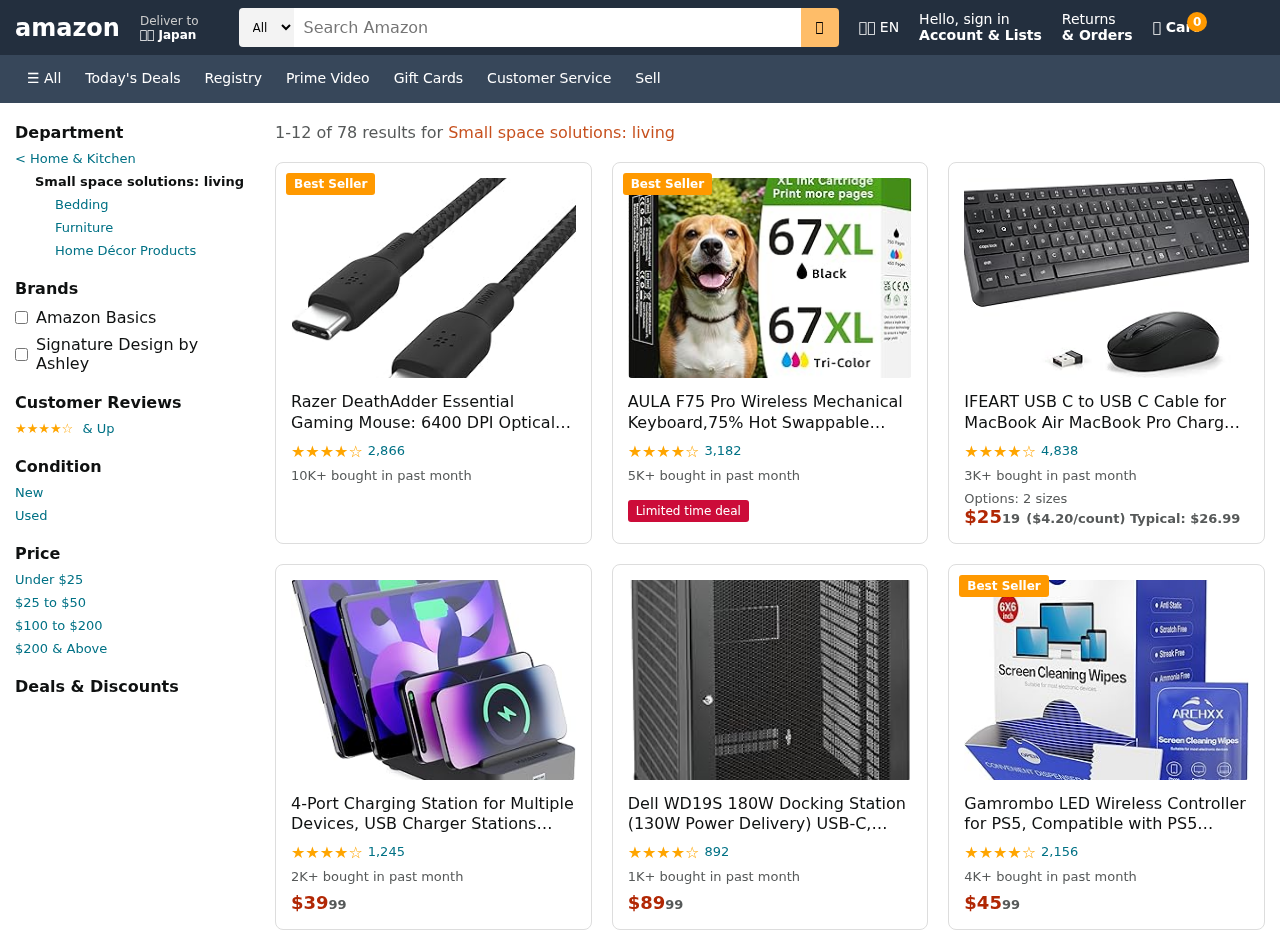 amazon
Deliver to
Japan
All
Search Amazon
EN
Hello, sign in
Account & Lists
Returns
& Orders
0
☰ All
Today's Deals
Registry
Prime Video
Gift Cards
Customer Service
Sell
Department
< Home & Kitchen
Small space solutions: living
Bedding
Furniture
Home Décor Products
Brands
Amazon Basics
Signature Design by
Ashley
Customer Reviews
★★★★☆ & Up
Condition
New
Used
Price
Under $25
$25 to $50
$100 to $200
$200 & Above
Deals & Discounts
1-12 of 78 results for Small space solutions: living
Best Seller
Razer DeathAdder Essential
Gaming Mouse: 6400 DPI Optical…
★★★★☆ 2,866
10K+ bought in past month
Best Seller
XL Ink Cartridge
Print more pages
67XL
Black
67XL
Tri-Color
AULA F75 Pro Wireless Mechanical
Keyboard,75% Hot Swappable…
★★★★☆ 3,182
5K+ bought in past month
Limited time deal
IFEART USB C to USB C Cable for
MacBook Air MacBook Pro Charg…
★★★★☆ 4,838
3K+ bought in past month
Options: 2 sizes
$25 19 ($4.20/count) Typical: $26.99
4-Port Charging Station for Multiple
Devices, USB Charger Stations…
★★★★☆ 1,245
2K+ bought in past month
$39 99
Dell WD19S 180W Docking Station
(130W Power Delivery) USB-C,…
★★★★☆ 892
1K+ bought in past month
$89 99
Best Seller
6X6
inch
Screen Cleaning Wipes
Suitable for most electronic devices
Anti Static
Scratch Free
Streak Free
Ammonia Free
ARCHXX
Screen Cleaning Wipes
OPEN
CONVENIENT DISPENSER
Gamrombo LED Wireless Controller
for PS5, Compatible with PS5…
★★★★☆ 2,156
4K+ bought in past month
$45 99